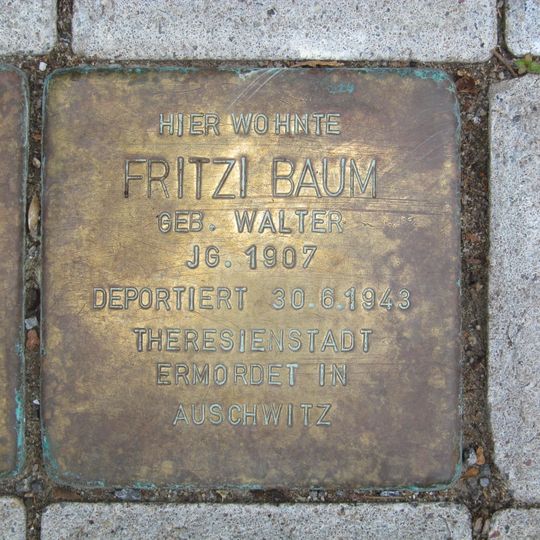 HIER WOHNTE
FRITZI BAUM
GEB. WALTER
JG. 1907
DEPORTIERT 30.6.1943
THERESIENSTADT
ERMORDET IN
AUSCHWITZ